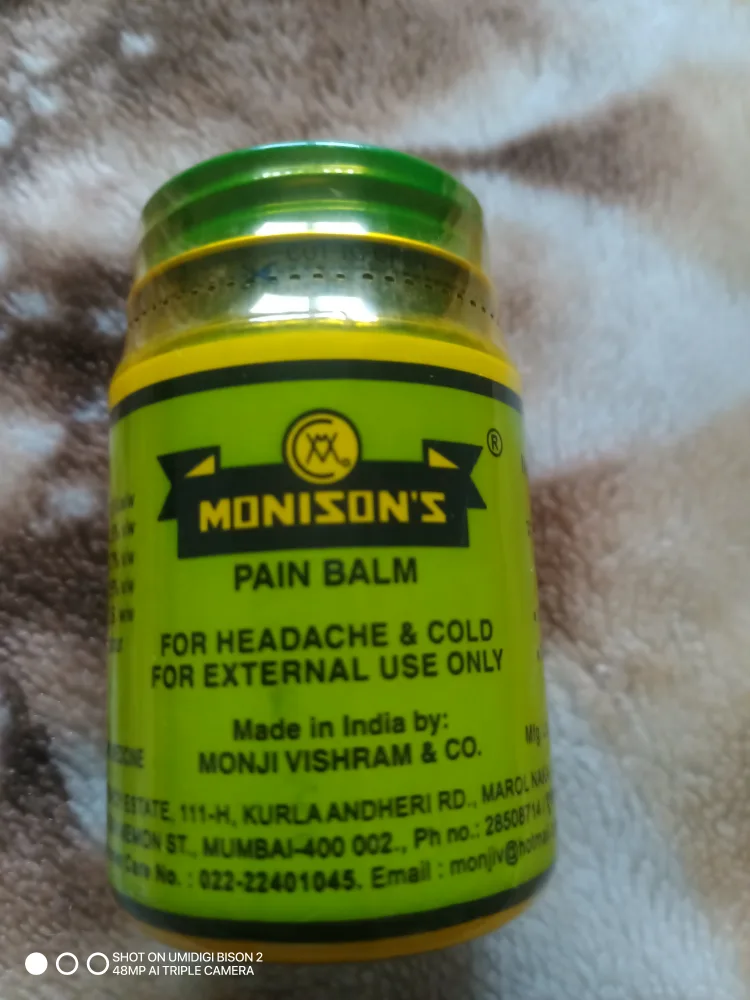 ®
MONISON'S
PAIN BALM
FOR HEADACHE & COLD
FOR EXTERNAL USE ONLY
Made in India by:
MONJI VISHRAM & CO.
ESTATE, 111-H, KURLA ANDHERI RD., MAROL
MEMON ST., MUMBAI-400 002., Ph no.: 28508714
Care No. : 022-22401045. Email : monjiv@
Mfg.
SHOT ON UMIDIGI BISON 2
48MP AI TRIPLE CAMERA